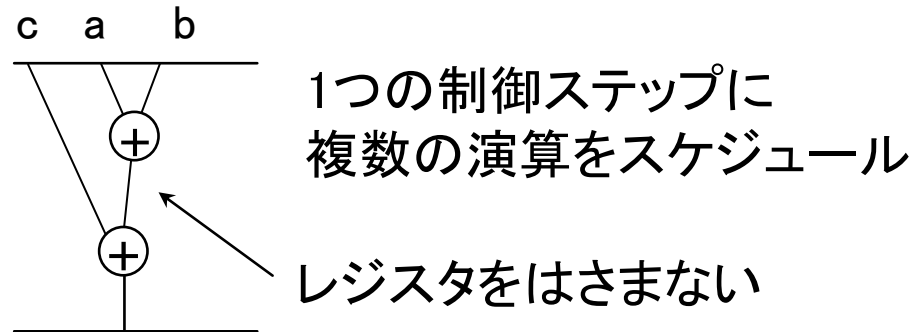 c a b
1つの制御ステップに
複数の演算をスケジュール
+
+
レジスタをはさまない